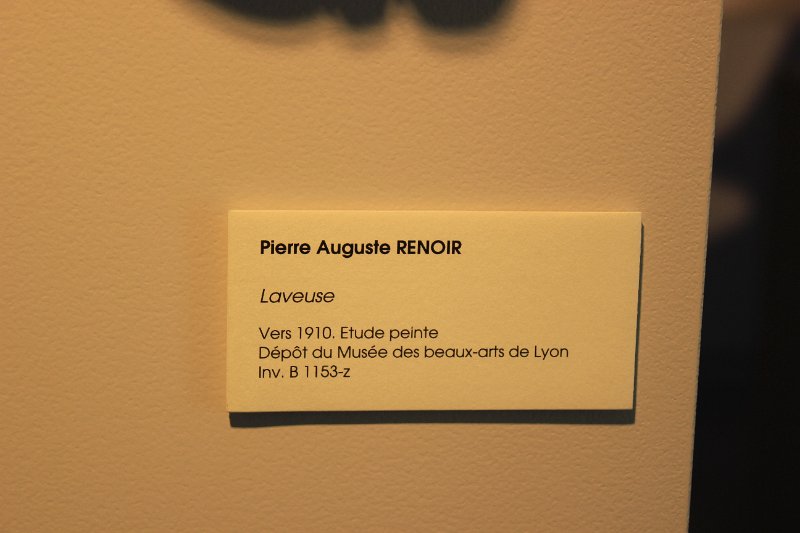 Pierre Auguste RENOIR
Laveuse
Vers 1910. Etude peinte
Dépôt du Musée des beaux-arts de Lyon
Inv. B 1153-z